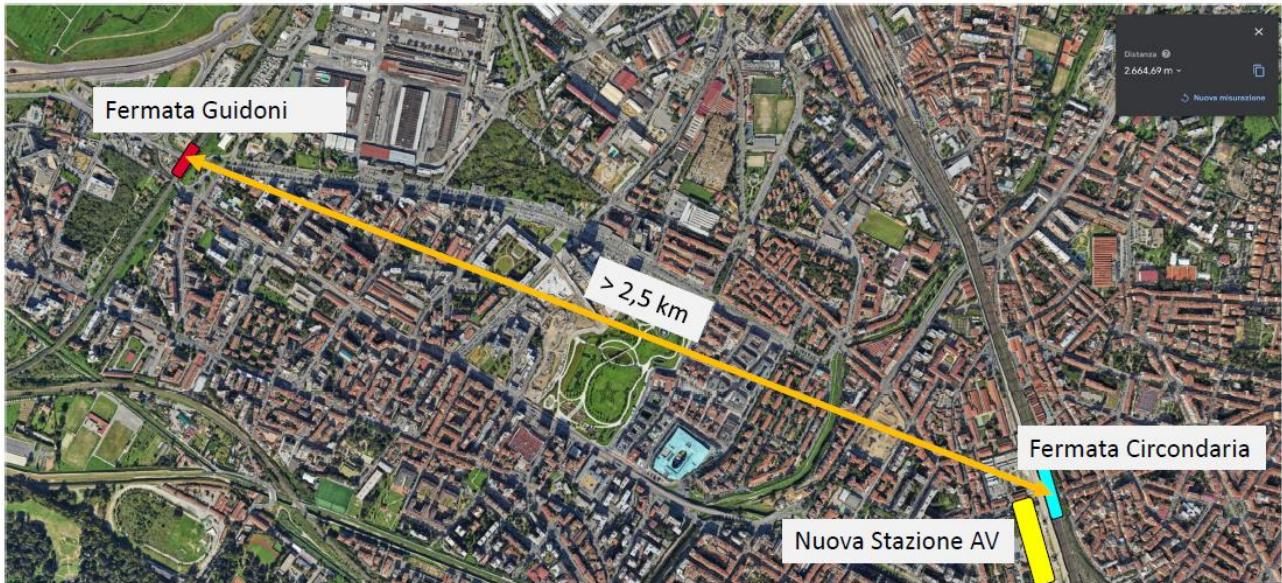 Distanza
2.664,69 m
Nuova misurazione
Fermata Guidoni
> 2,5 km
Fermata Circondaria
Nuova Stazione AV